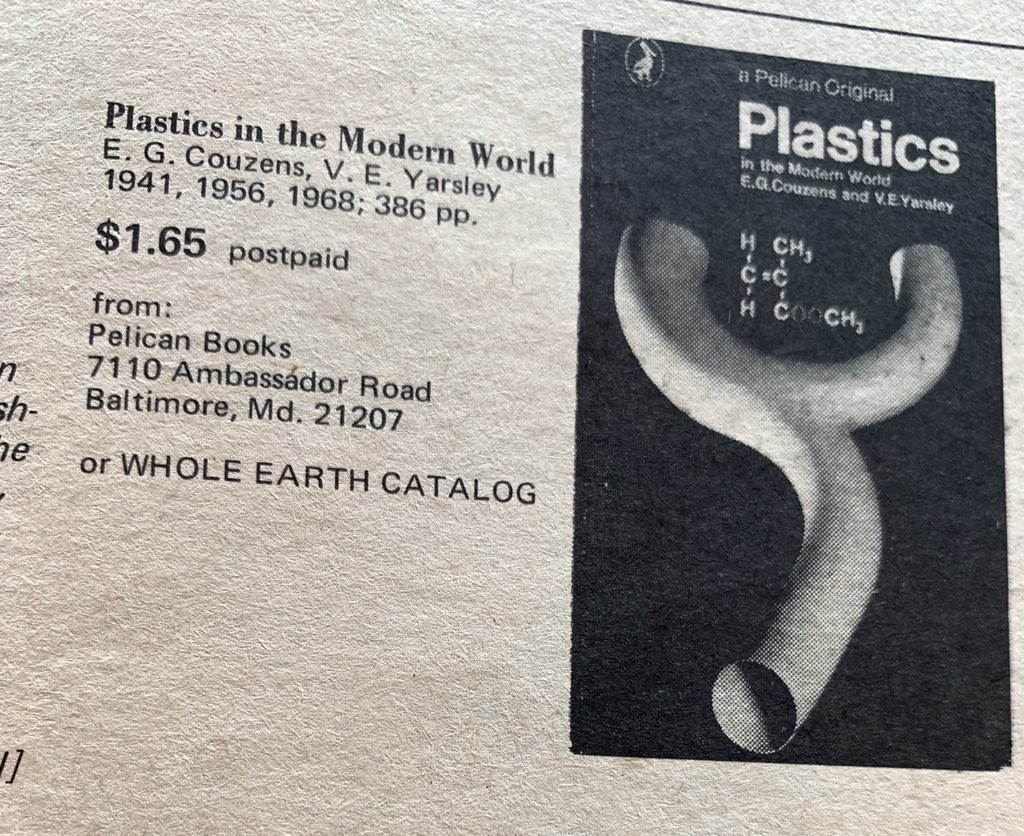 Plastics in the Modern World
E. G. Couzens, V. E. Yarsley
1941, 1956, 1968; 386 pp.
$1.65 postpaid
from:
Pelican Books
7110 Ambassador Road
Baltimore, Md. 21207
or WHOLE EARTH CATALOG
n
sh-
he
l]
a Pelican Original
Plastics
in the Modern World
E.G.Couzens and V.E.Yarsley
H CH3
C=C
H COOCH3